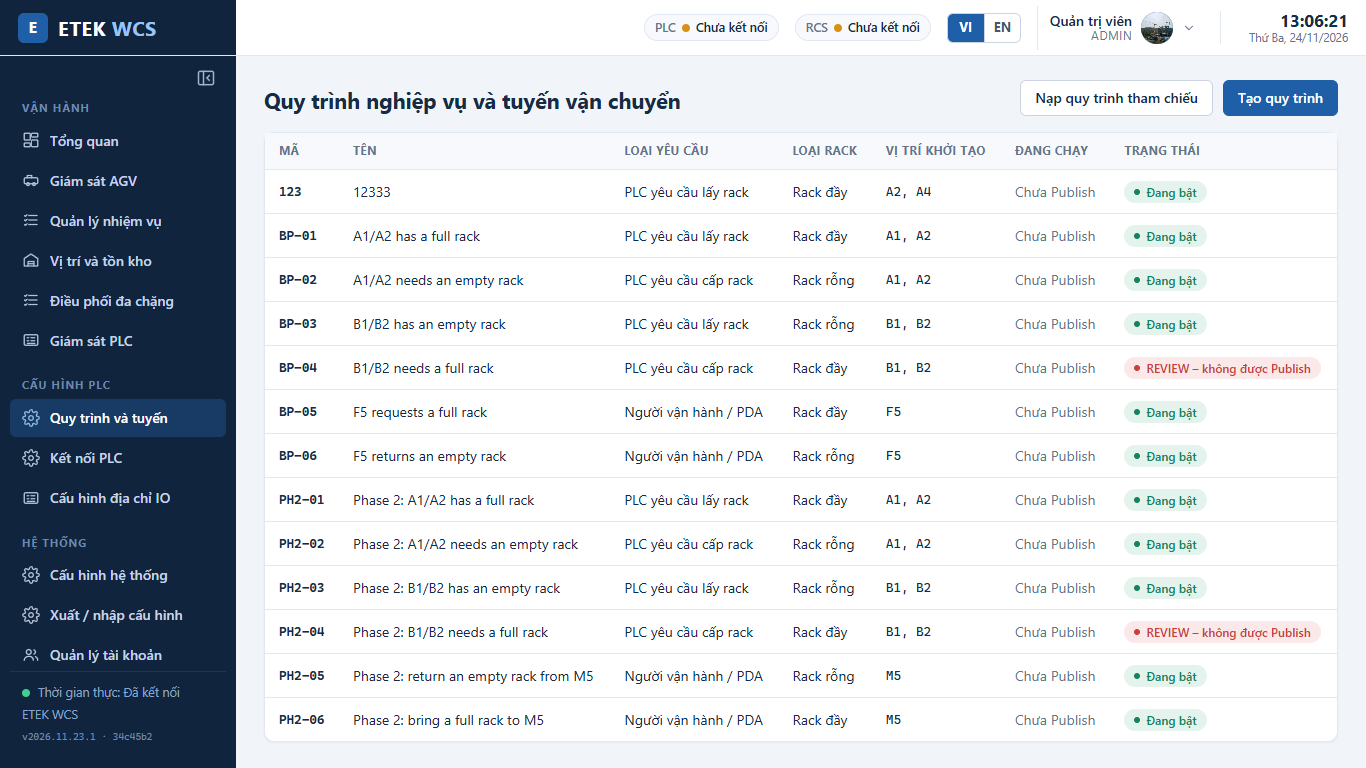 E ETEK WCS
PLC Chưa kết nối RCS Chưa kết nối VI EN Quản trị viên ADMIN 13:06:21 Thứ Ba, 24/11/2026
VẬN HÀNH
Tổng quan
Giám sát AGV
Quản lý nhiệm vụ
Vị trí và tồn kho
Điều phối đa chặng
Giám sát PLC
CẤU HÌNH PLC
Quy trình và tuyến
Kết nối PLC
Cấu hình địa chỉ IO
HỆ THỐNG
Cấu hình hệ thống
Xuất / nhập cấu hình
Quản lý tài khoản
Thời gian thực: Đã kết nối
ETEK WCS
v2026.11.23.1 · 34c45b2
Quy trình nghiệp vụ và tuyến vận chuyển Nạp quy trình tham chiếu Tạo quy trình
MÃ TÊN LOẠI YÊU CẦU LOẠI RACK VỊ TRÍ KHỞI TẠO ĐANG CHẠY TRẠNG THÁI
123 12333 PLC yêu cầu lấy rack Rack đầy A2, A4 Chưa Publish Đang bật
BP-01 A1/A2 has a full rack PLC yêu cầu lấy rack Rack đầy A1, A2 Chưa Publish Đang bật
BP-02 A1/A2 needs an empty rack PLC yêu cầu cấp rack Rack rỗng A1, A2 Chưa Publish Đang bật
BP-03 B1/B2 has an empty rack PLC yêu cầu lấy rack Rack rỗng B1, B2 Chưa Publish Đang bật
BP-04 B1/B2 needs a full rack PLC yêu cầu cấp rack Rack đầy B1, B2 Chưa Publish REVIEW – không được Publish
BP-05 F5 requests a full rack Người vận hành / PDA Rack đầy F5 Chưa Publish Đang bật
BP-06 F5 returns an empty rack Người vận hành / PDA Rack rỗng F5 Chưa Publish Đang bật
PH2-01 Phase 2: A1/A2 has a full rack PLC yêu cầu lấy rack Rack đầy A1, A2 Chưa Publish Đang bật
PH2-02 Phase 2: A1/A2 needs an empty rack PLC yêu cầu cấp rack Rack rỗng A1, A2 Chưa Publish Đang bật
PH2-03 Phase 2: B1/B2 has an empty rack PLC yêu cầu lấy rack Rack rỗng B1, B2 Chưa Publish Đang bật
PH2-04 Phase 2: B1/B2 needs a full rack PLC yêu cầu cấp rack Rack đầy B1, B2 Chưa Publish REVIEW – không được Publish
PH2-05 Phase 2: return an empty rack from M5 Người vận hành / PDA Rack rỗng M5 Chưa Publish Đang bật
PH2-06 Phase 2: bring a full rack to M5 Người vận hành / PDA Rack đầy M5 Chưa Publish Đang bật